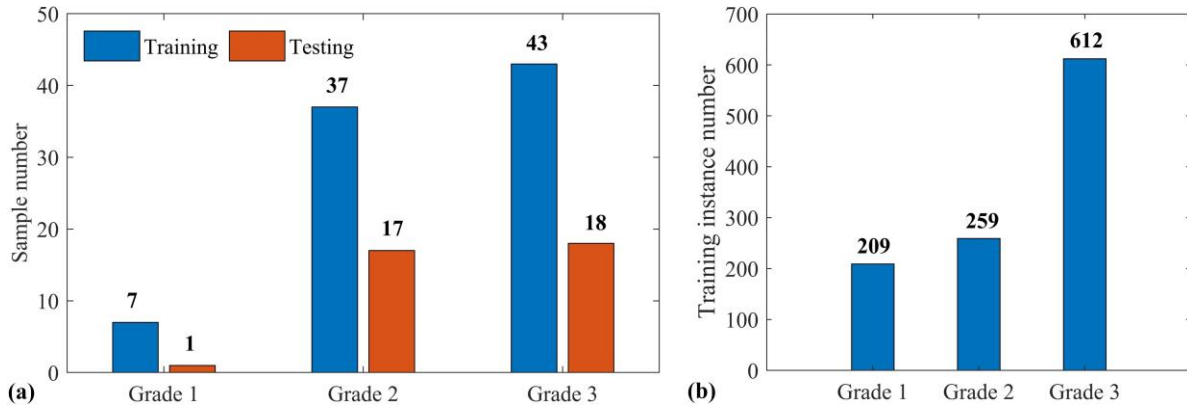 50
40
30
20
10
0
Sample number
Training
Testing
7
1
37
17
43
18
Grade 1
Grade 2
Grade 3
(a)
700
600
500
400
300
200
100
0
Training instance number
209
259
612
Grade 1
Grade 2
Grade 3
(b)